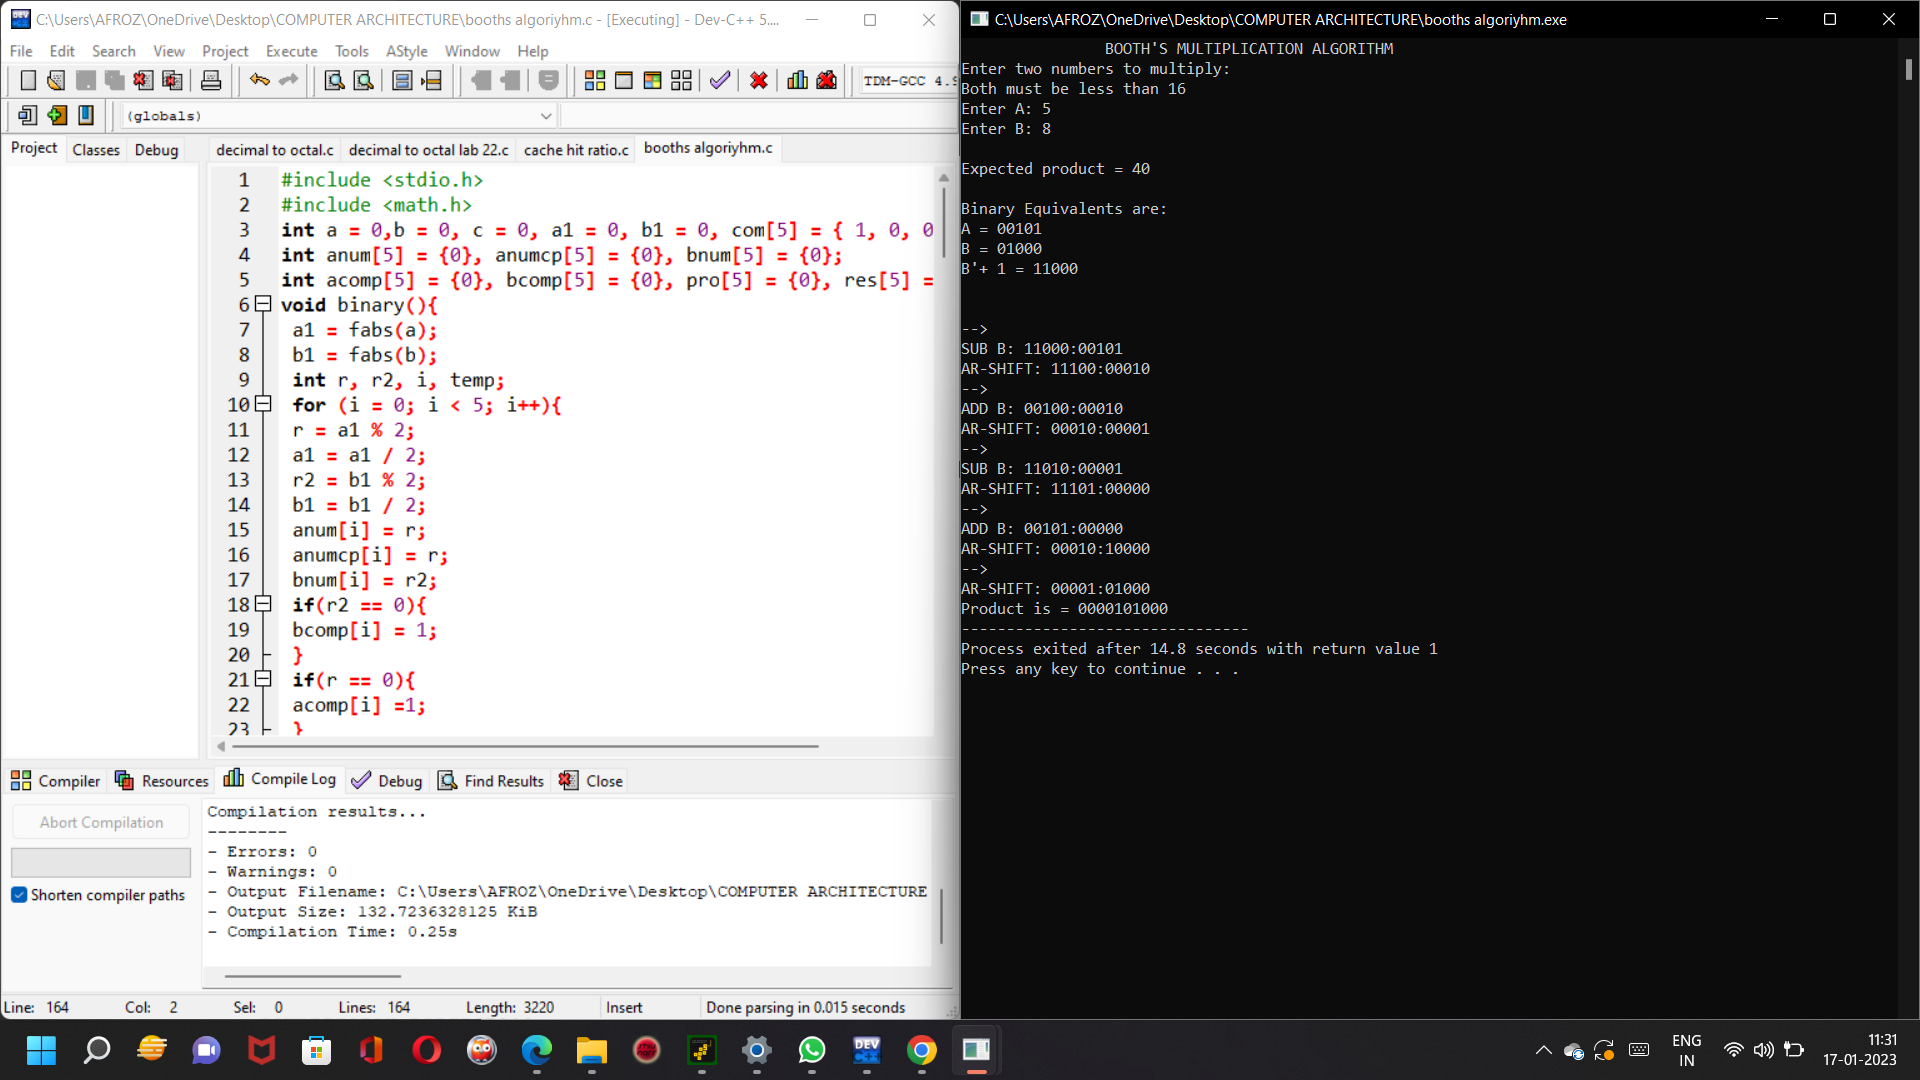 C:\Users\AFROZ\OneDrive\Desktop\COMPUTER ARCHITECTURE\booths algoriyhm.c - [Executing] - Dev-C++ 5....
File Edit Search View Project Execute Tools AStyle Window Help
TDM-GCC 4.9
(globals)
Project Classes Debug
decimal to octal.c decimal to octal lab 22.c cache hit ratio.c booths algoriyhm.c
1 #include <stdio.h>
2 #include <math.h>
3 int a = 0,b = 0, c = 0, a1 = 0, b1 = 0, com[5] = { 1, 0, 0
4 int anum[5] = {0}, anumcp[5] = {0}, bnum[5] = {0};
5 int acomp[5] = {0}, bcomp[5] = {0}, pro[5] = {0}, res[5] =
6 void binary(){
7 a1 = fabs(a);
8 b1 = fabs(b);
9 int r, r2, i, temp;
10 for (i = 0; i < 5; i++){
11 r = a1 % 2;
12 a1 = a1 / 2;
13 r2 = b1 % 2;
14 b1 = b1 / 2;
15 anum[i] = r;
16 anumcp[i] = r;
17 bnum[i] = r2;
18 if(r2 == 0){
19 bcomp[i] = 1;
20 }
21 if(r == 0){
22 acomp[i] =1;
23 }
Compiler Resources Compile Log Debug Find Results Close
Abort Compilation
Shorten compiler paths
Compilation results...
--------
- Errors: 0
- Warnings: 0
- Output Filename: C:\Users\AFROZ\OneDrive\Desktop\COMPUTER ARCHITECTURE
- Output Size: 132.7236328125 KiB
- Compilation Time: 0.25s
Line: 164 Col: 2 Sel: 0 Lines: 164 Length: 3220 Insert Done parsing in 0.015 seconds
C:\Users\AFROZ\OneDrive\Desktop\COMPUTER ARCHITECTURE\booths algoriyhm.exe
BOOTH'S MULTIPLICATION ALGORITHM
Enter two numbers to multiply:
Both must be less than 16
Enter A: 5
Enter B: 8
Expected product = 40
Binary Equivalents are:
A = 00101
B = 01000
B'+ 1 = 11000
-->
SUB B: 11000:00101
AR-SHIFT: 11100:00010
-->
ADD B: 00100:00010
AR-SHIFT: 00010:00001
-->
SUB B: 11010:00001
AR-SHIFT: 11101:00000
-->
ADD B: 00101:00000
AR-SHIFT: 00010:10000
-->
AR-SHIFT: 00001:01000
Product is = 0000101000
--------------------------------
Process exited after 14.8 seconds with return value 1
Press any key to continue . . .
DEV C++
ENG
IN
11:31
17-01-2023